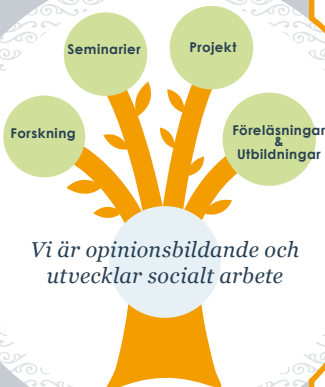 Seminarier
Projekt
Forskning
Föreläsningar
&
Utbildningar
Vi är opinionsbildande och
utvecklar socialt arbete